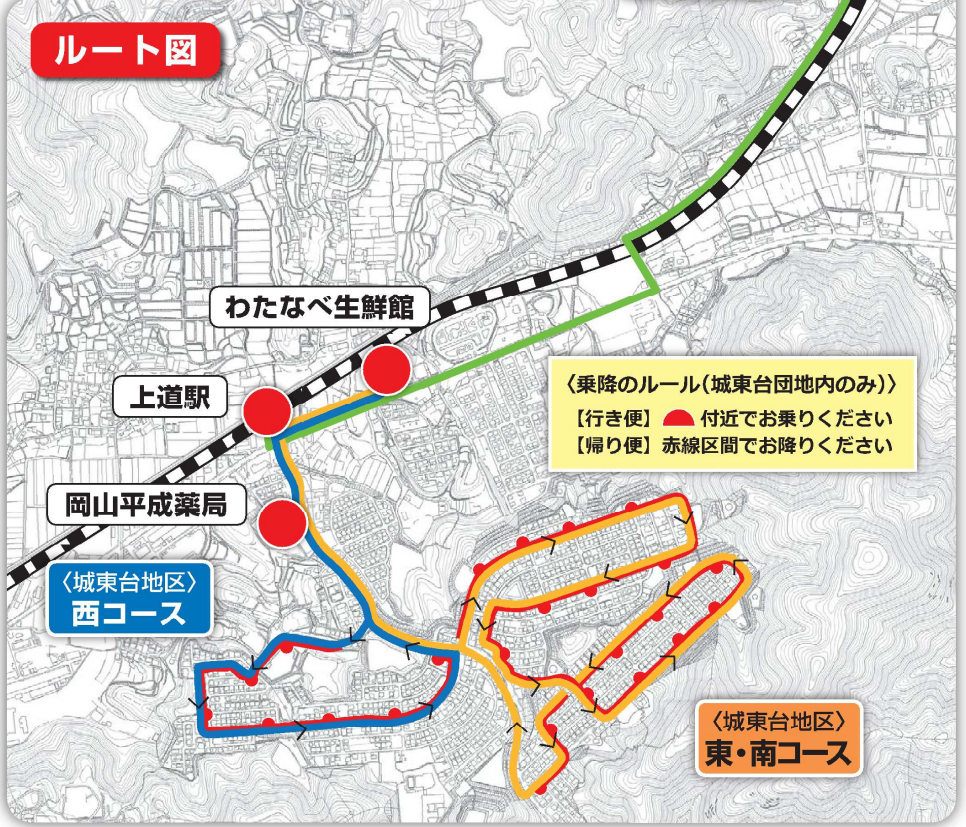 ルート図
わたなべ生鮮館
上道駅
〈乗降のルール(城東台団地内のみ)〉
【行き便】付近でお乗りください
【帰り便】赤線区間でお降りください
岡山平成薬局
〈城東台地区〉
西コース
〈城東台地区〉
東・南コース